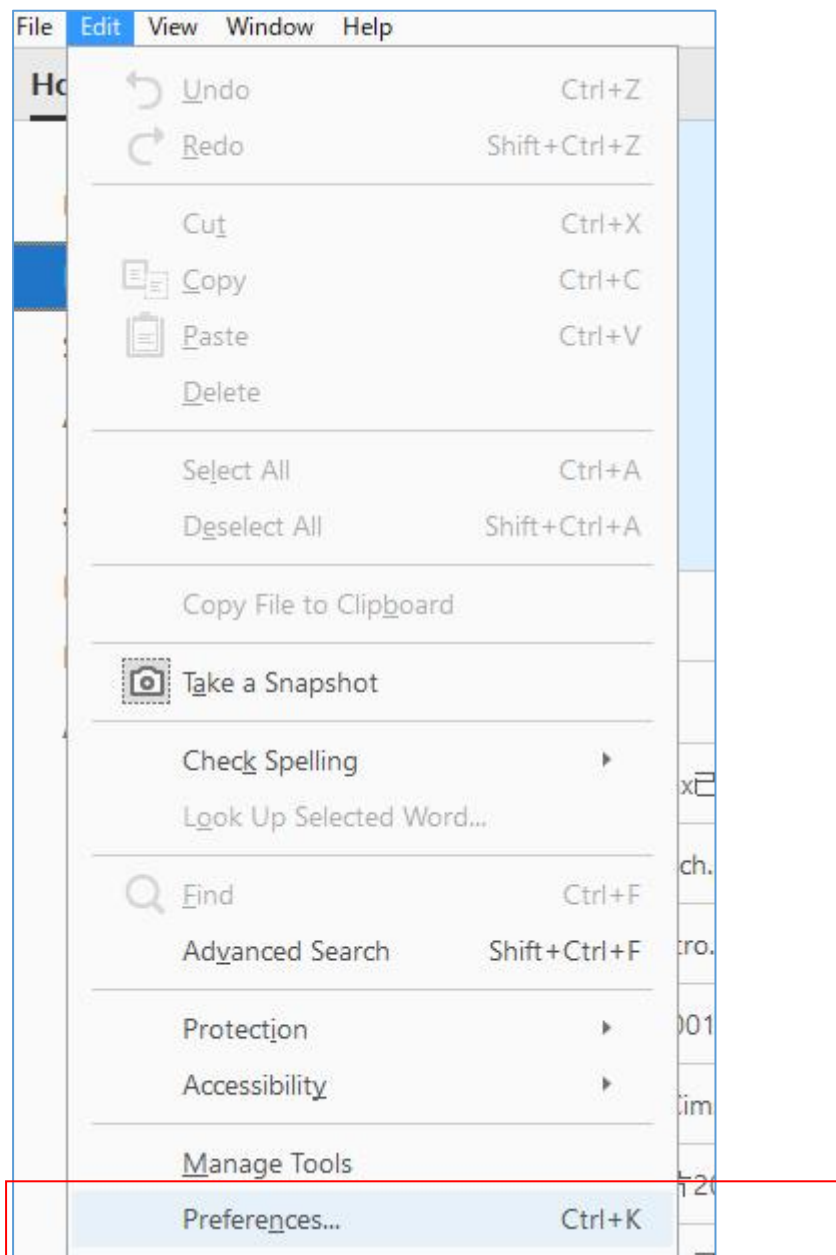 File Edit View Window Help
Undo Ctrl+Z
Redo Shift+Ctrl+Z
Cut Ctrl+X
Copy Ctrl+C
Paste Ctrl+V
Delete
Select All Ctrl+A
Deselect All Shift+Ctrl+A
Copy File to Clipboard
Take a Snapshot
Check Spelling
Look Up Selected Word...
Find Ctrl+F
Advanced Search Shift+Ctrl+F
Protection
Accessibility
Manage Tools
Preferences... Ctrl+K